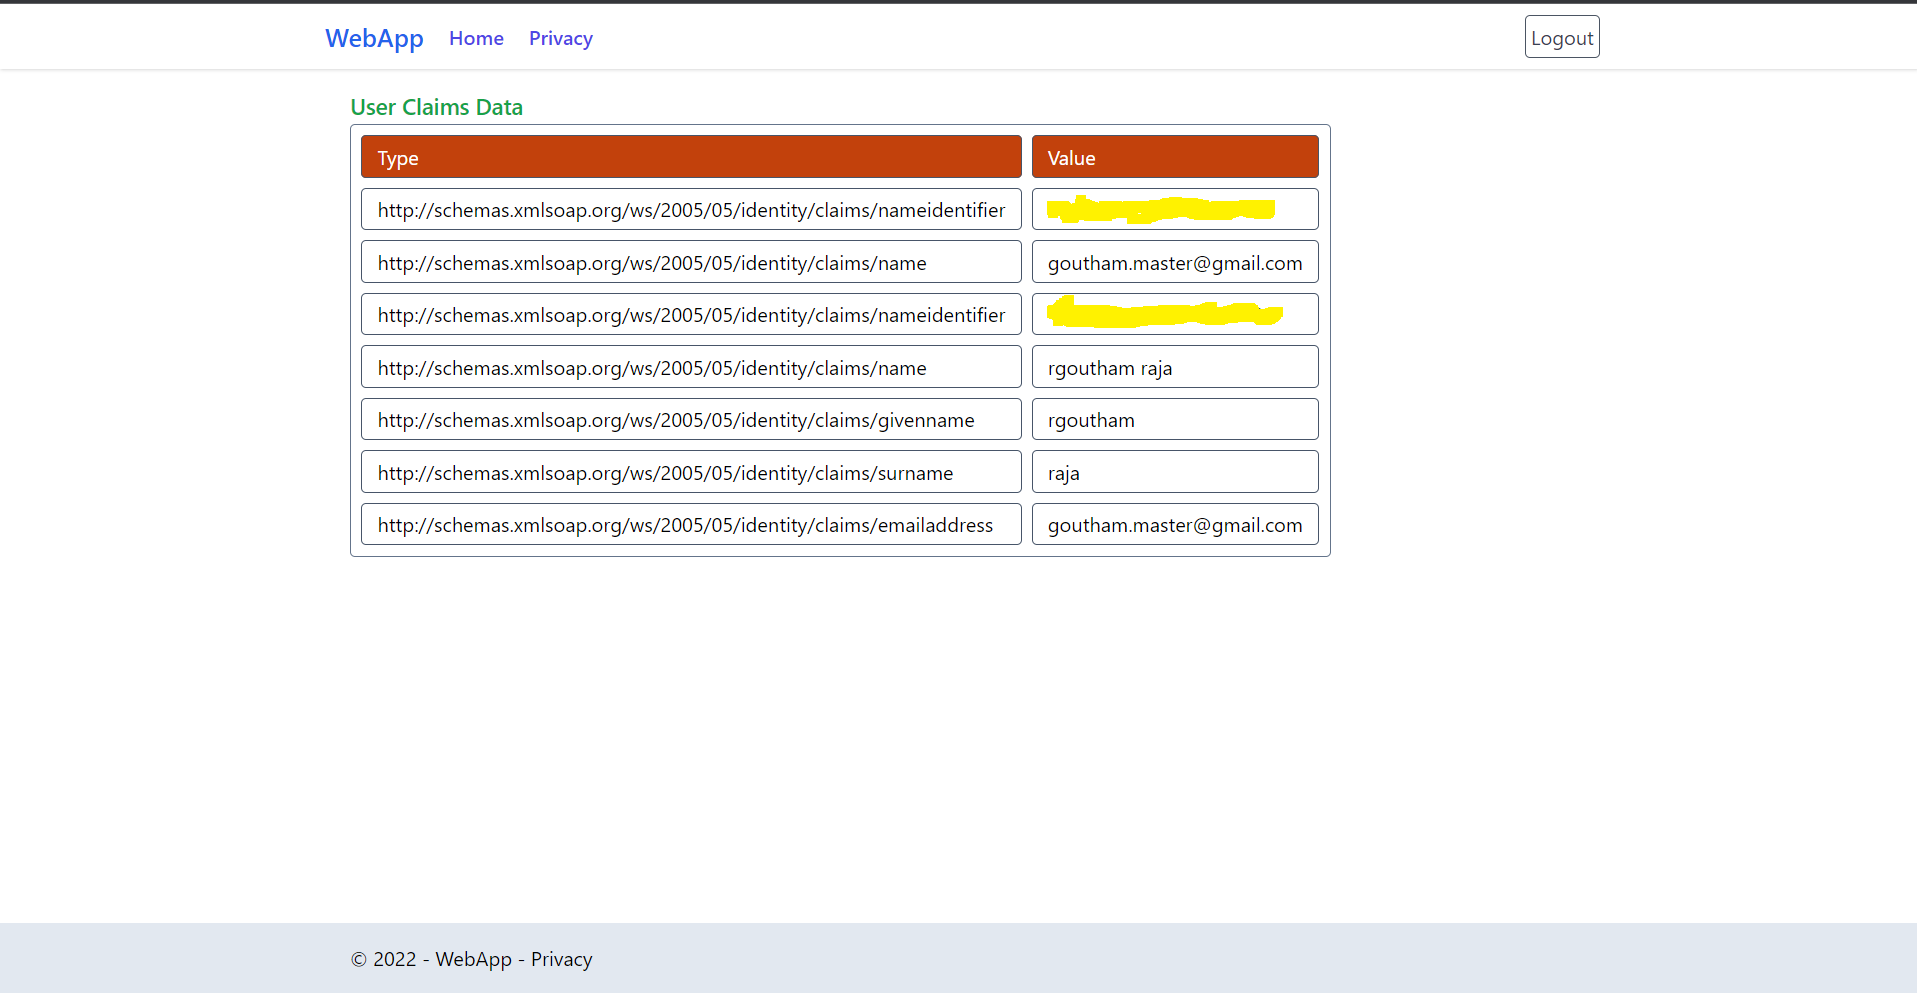 WebApp Home Privacy Logout
User Claims Data
Type Value
http://schemas.xmlsoap.org/ws/2005/05/identity/claims/nameidentifier
http://schemas.xmlsoap.org/ws/2005/05/identity/claims/name goutham.master@gmail.com
http://schemas.xmlsoap.org/ws/2005/05/identity/claims/nameidentifier
http://schemas.xmlsoap.org/ws/2005/05/identity/claims/name rgoutham raja
http://schemas.xmlsoap.org/ws/2005/05/identity/claims/givenname rgoutham
http://schemas.xmlsoap.org/ws/2005/05/identity/claims/surname raja
http://schemas.xmlsoap.org/ws/2005/05/identity/claims/emailaddress goutham.master@gmail.com
© 2022 - WebApp - Privacy